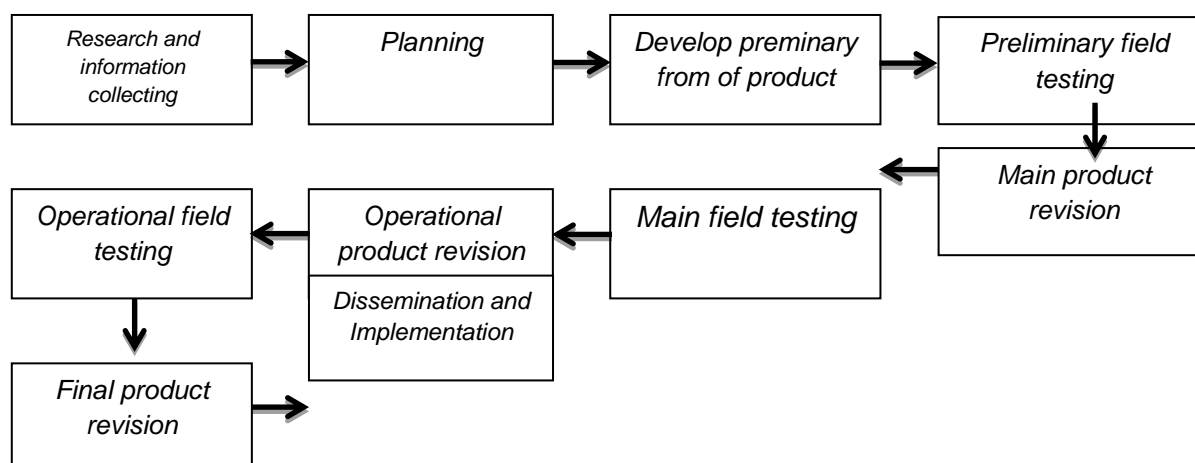 Research and
information
collecting
Planning
Develop preminary
from of product
Preliminary field
testing
Main product
revision
Main field testing
Operational
product revision
Operational field
testing
Final product
revision
Dissemination and
Implementation